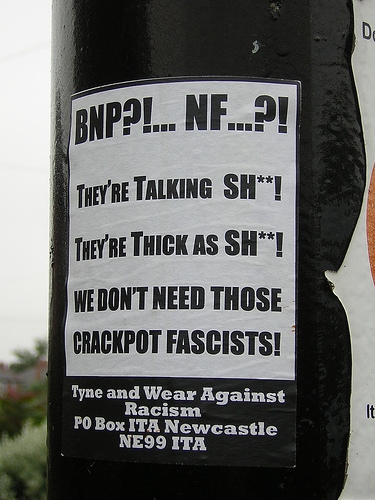 BNP?!... NF...?!
THEY'RE TALKING SH**!
THEY'RE THICK AS SH**!
WE DON'T NEED THOSE
CRACKPOT FASCISTS!
Tyne and Wear Against
Racism
PO Box ITA Newcastle
NE99 ITA
D
It